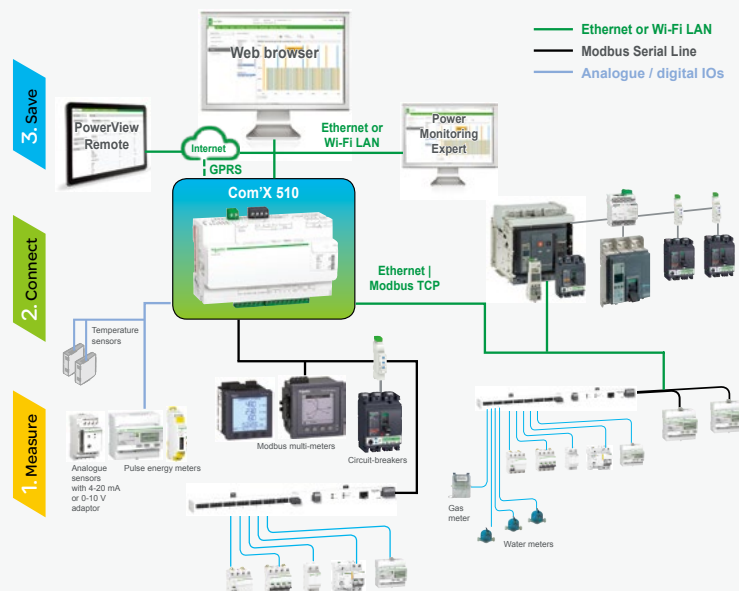 Ethernet or Wi-Fi LAN
Modbus Serial Line
Analogue / digital IOs
3. Save
Web browser
PowerView
Remote
Internet
GPRS
Ethernet or
Wi-Fi LAN
Power
Monitoring
Expert
Com'X 510
2. Connect
Ethernet |
Modbus TCP
Temperature
sensors
1. Measure
Analogue
sensors
with 4-20 mA
or 0-10 V
adaptor
Pulse energy meters
Modbus multi-meters
Circuit-breakers
Gas
meter
Water meters